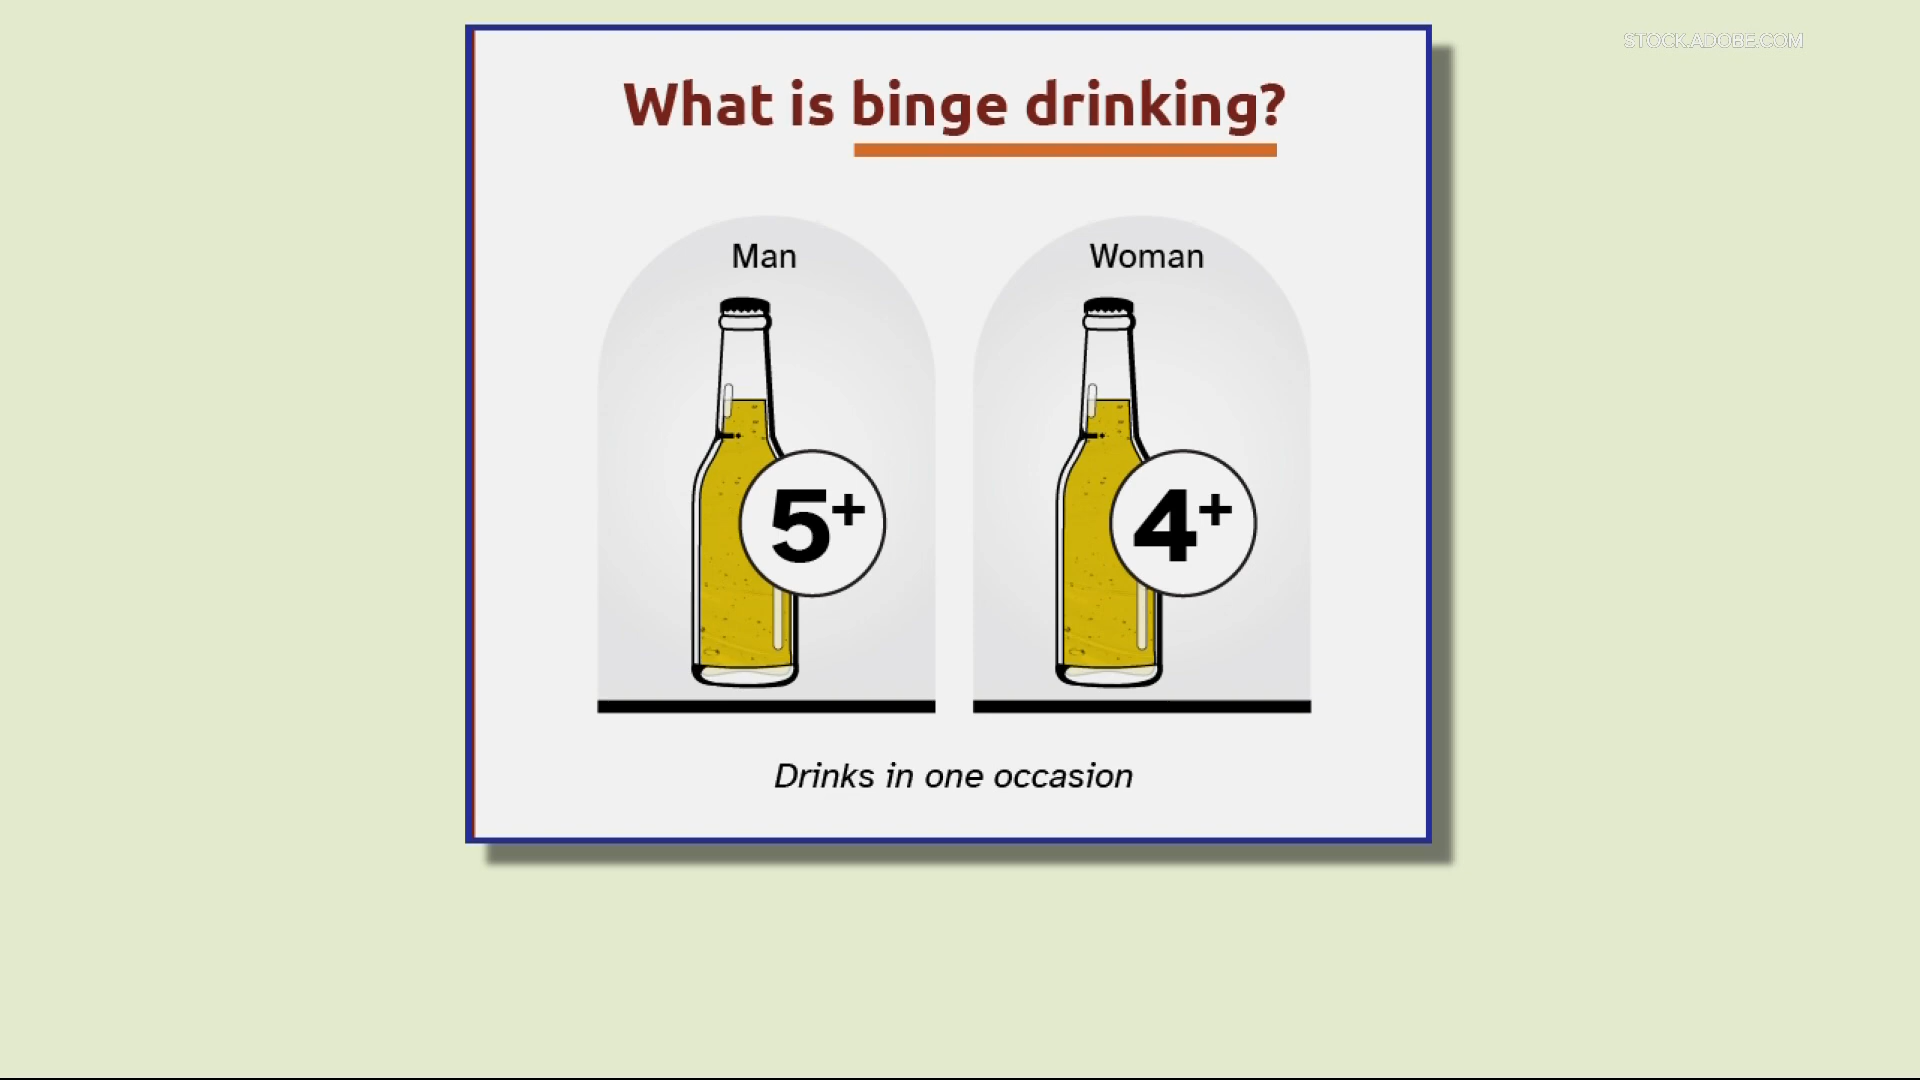 STOCK.ADOBE.COM
What is binge drinking?
Man
Woman
5+
4+
Drinks in one occasion